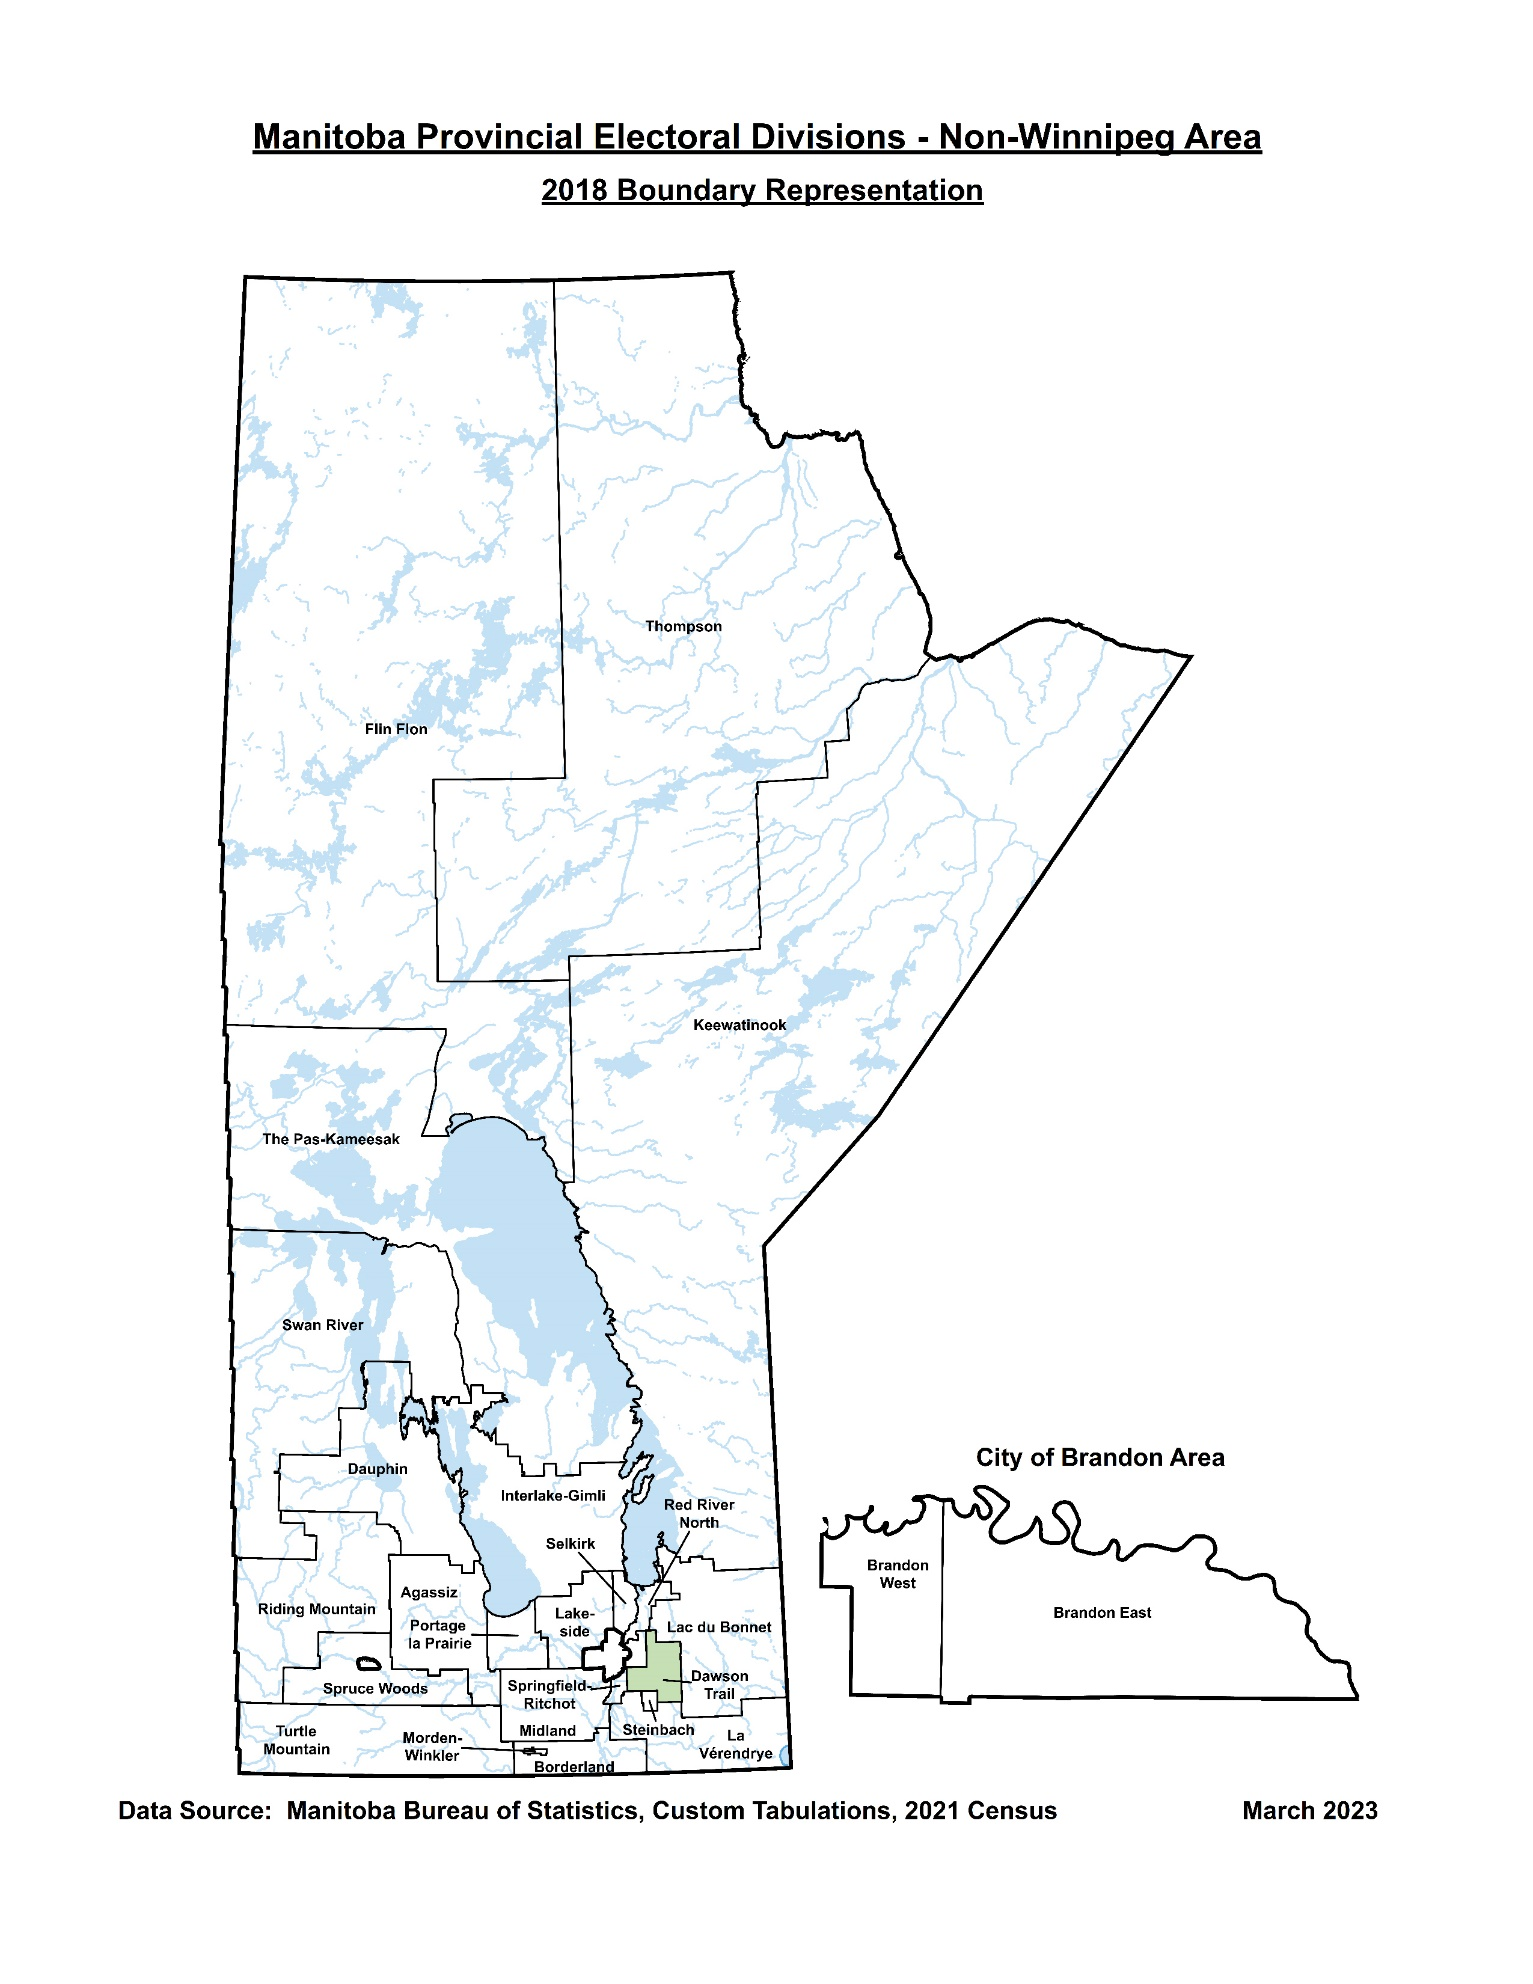 Manitoba Provincial Electoral Divisions - Non-Winnipeg Area
2018 Boundary Representation
Thompson
Flin Flon
Keewatinook
The Pas-Kameesak
Swan River
City of Brandon Area
Dauphin
Interlake-Gimli
Red River
North
Selkirk
Brandon
West
Brandon East
Agassiz
Riding Mountain
Lake-
side
Portage
la Prairie
Lac du Bonnet
Dawson
Trail
Spruce Woods
Springfield-
Ritchot
Turtle
Mountain
Morden-
Winkler
Midland
Steinbach
La
Vérendrye
Borderland
Data Source: Manitoba Bureau of Statistics, Custom Tabulations, 2021 Census
March 2023